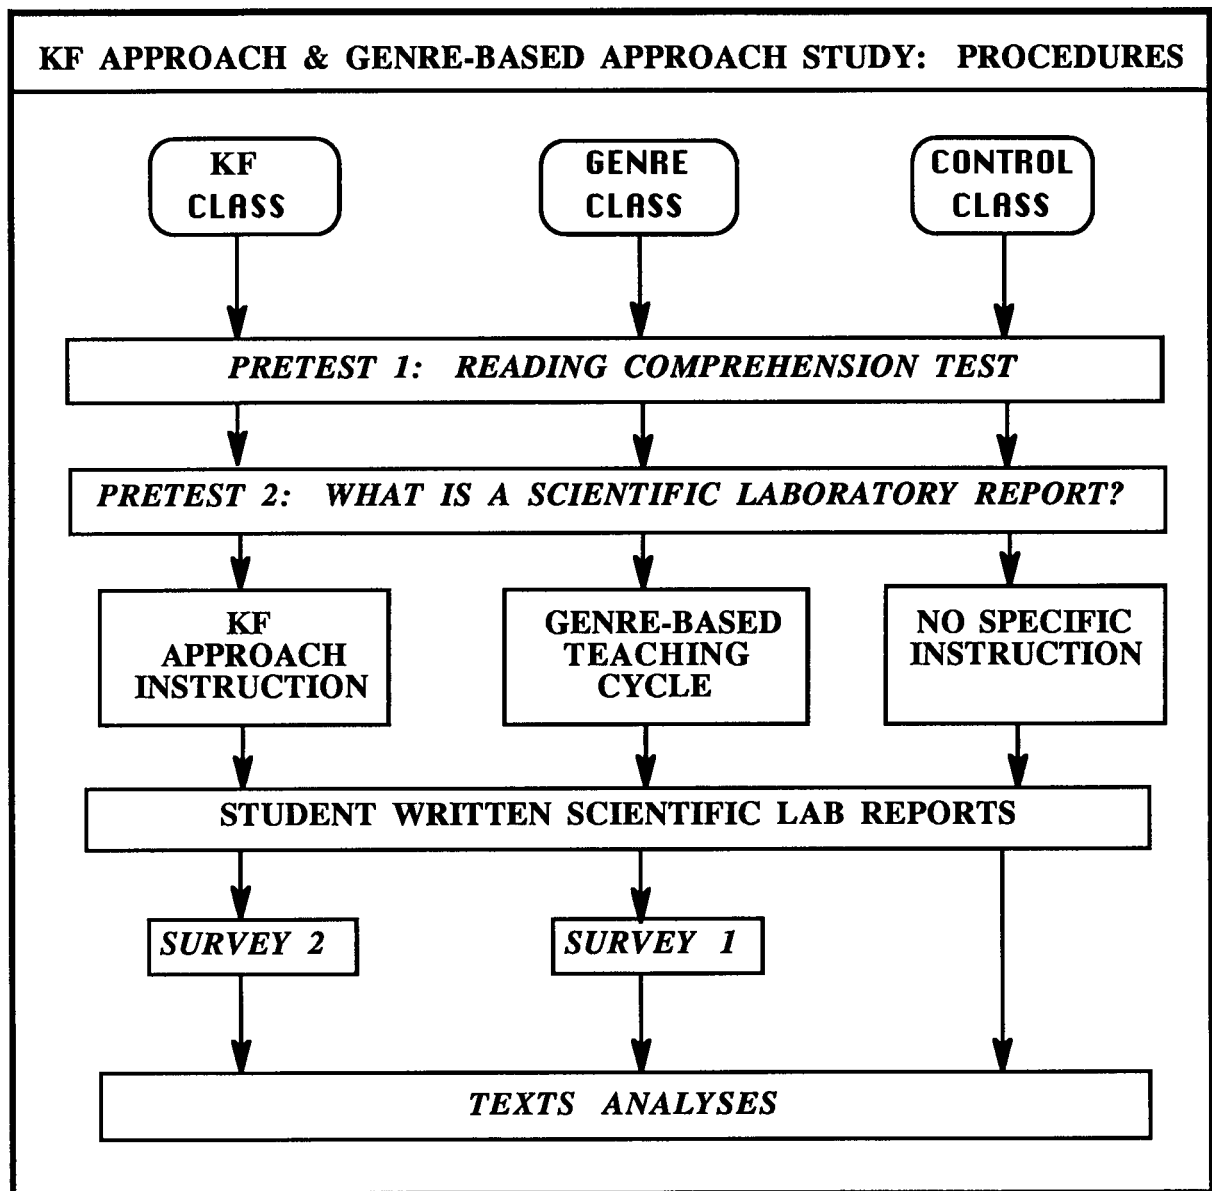 KF APPROACH & GENRE-BASED APPROACH STUDY: PROCEDURES
KF
CLASS
GENRE
CLASS
CONTROL
CLASS
PRETEST 1: READING COMPREHENSION TEST
PRETEST 2: WHAT IS A SCIENTIFIC LABORATORY REPORT?
KF
APPROACH
INSTRUCTION
GENRE-BASED
TEACHING
CYCLE
NO SPECIFIC
INSTRUCTION
STUDENT WRITTEN SCIENTIFIC LAB REPORTS
SURVEY 2
SURVEY 1
TEXTS ANALYSES